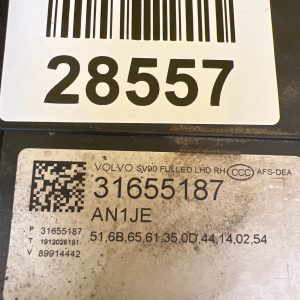 28557
VOLVO SV90 FULLED LHD RH CCC AFS-DEA
31655187
AN1JE
P 31655187
T 1912026191
V 89914442
51,6B,65,61,35,0D,44,14,02,54